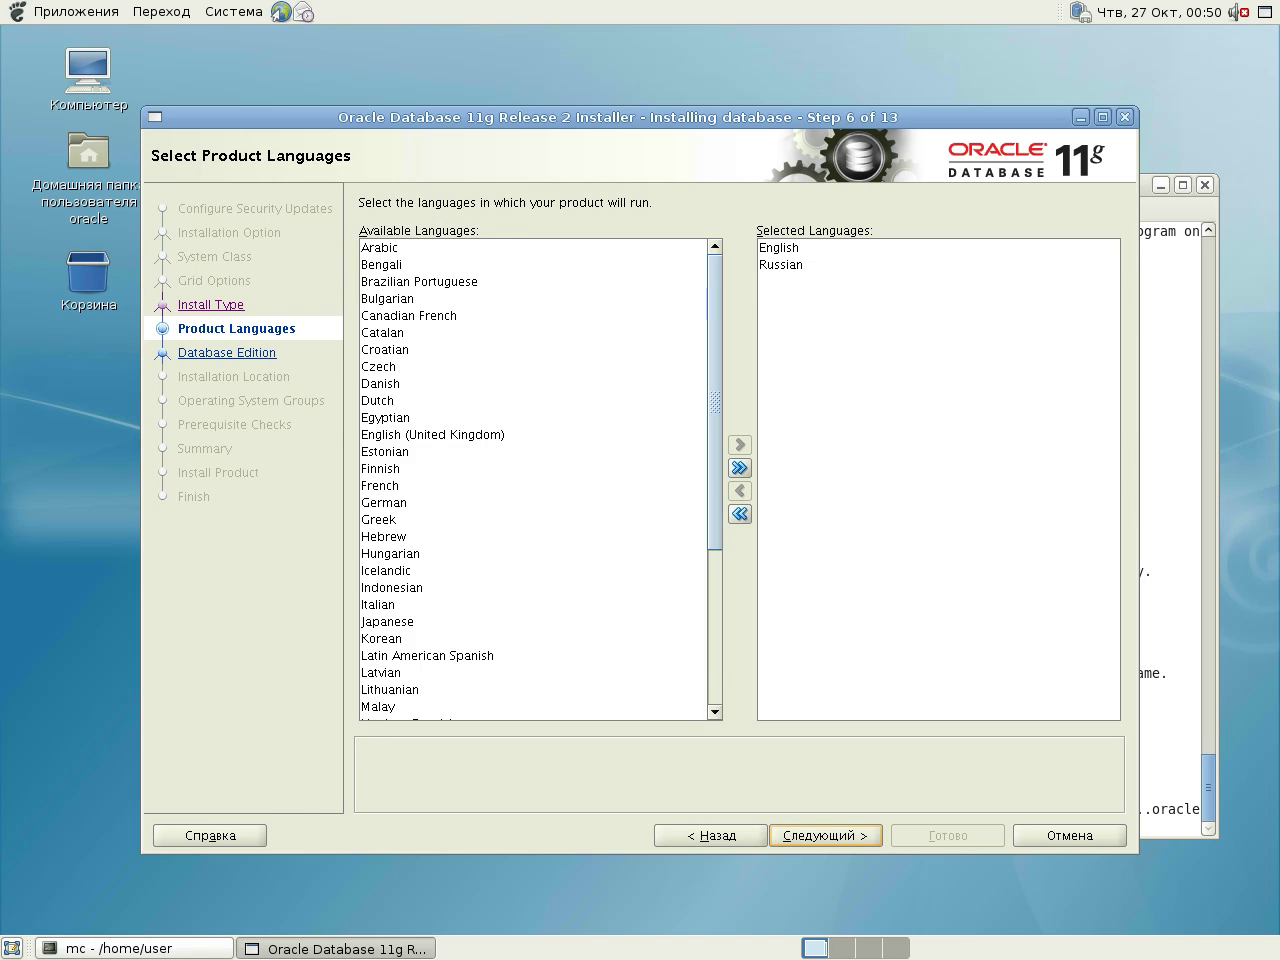 Приложения Переход Система
Чтв, 27 Окт, 00:50
Компьютер
Домашняя папк
пользователя
oracle
Корзина
Oracle Database 11g Release 2 Installer - Installing database - Step 6 of 13
Select Product Languages
ORACLE
DATABASE
11g
Configure Security Updates
Installation Option
System Class
Grid Options
Install Type
Product Languages
Database Edition
Installation Location
Operating System Groups
Prerequisite Checks
Summary
Install Product
Finish
Select the languages in which your product will run.
Available Languages:
Arabic
Bengali
Brazilian Portuguese
Bulgarian
Canadian French
Catalan
Croatian
Czech
Danish
Dutch
Egyptian
English (United Kingdom)
Estonian
Finnish
French
German
Greek
Hebrew
Hungarian
Icelandic
Indonesian
Italian
Japanese
Korean
Latin American Spanish
Latvian
Lithuanian
Malay
Selected Languages:
English
Russian
ogram on
y.
ame.
..oracle
Справка
< Назад
Следующий >
Готово
Отмена
mc - /home/user
Oracle Database 11g R...